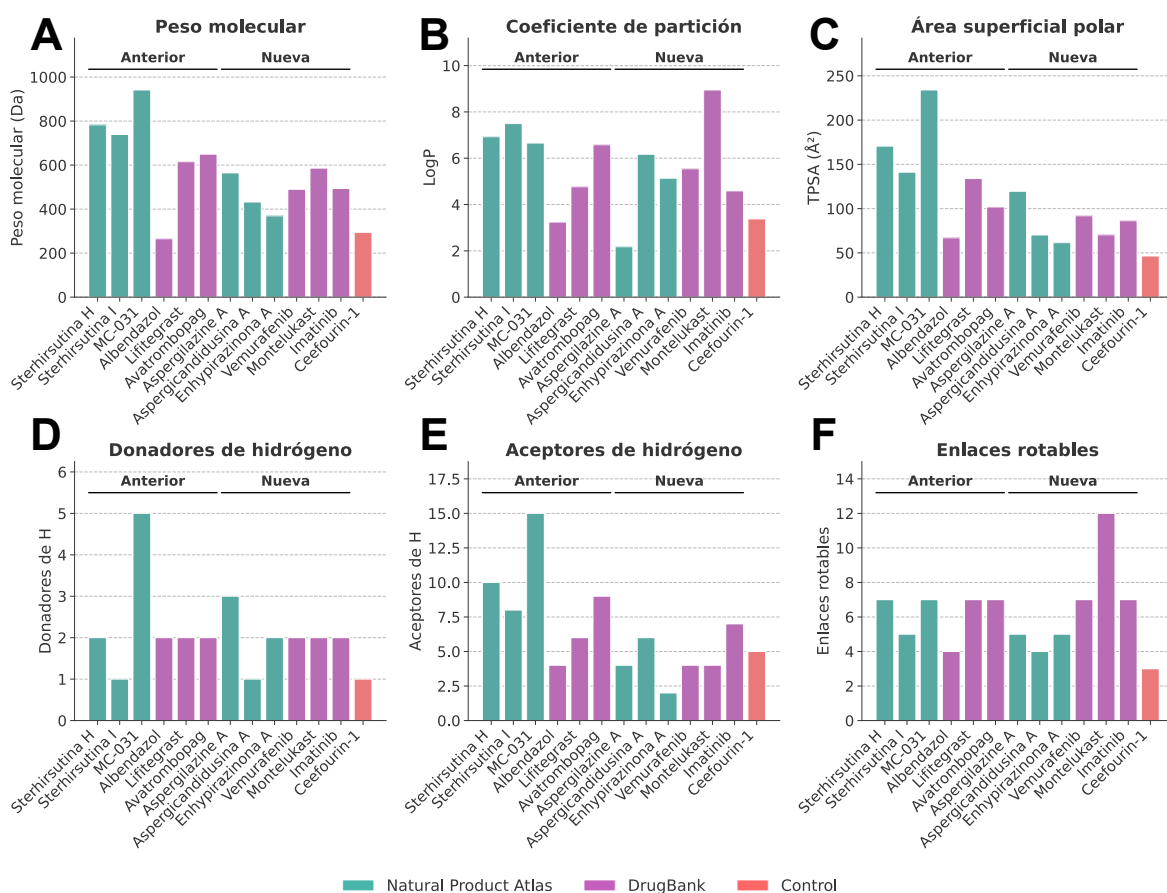 A
Peso molecular
Anterior
Nueva
Peso molecular (Da)
1000
800
600
400
200
0
Sterhirsutina H
Sterhirsutina I
MC-031
Albendazol
Lifitegrast
Avatrombopag
Aspergilazine A
Aspergicandidusina A
Enhypirazinona A
Vemurafenib
Montelukast
Imatinib
Ceefourin-1
B
Coeficiente de partición
Anterior
Nueva
LogP
10
8
6
4
2
0
Sterhirsutina H
Sterhirsutina I
MC-031
Albendazol
Lifitegrast
Avatrombopag
Aspergilazine A
Aspergicandidusina A
Enhypirazinona A
Vemurafenib
Montelukast
Imatinib
Ceefourin-1
C
Área superficial polar
Anterior
Nueva
TPSA (Å²)
250
200
150
100
50
0
Sterhirsutina H
Sterhirsutina I
MC-031
Albendazol
Lifitegrast
Avatrombopag
Aspergilazine A
Aspergicandidusina A
Enhypirazinona A
Vemurafenib
Montelukast
Imatinib
Ceefourin-1
D
Donadores de hidrógeno
Anterior
Nueva
Donadores de H
6
5
4
3
2
1
0
Sterhirsutina H
Sterhirsutina I
MC-031
Albendazol
Lifitegrast
Avatrombopag
Aspergilazine A
Aspergicandidusina A
Enhypirazinona A
Vemurafenib
Montelukast
Imatinib
Ceefourin-1
E
Aceptores de hidrógeno
Anterior
Nueva
Aceptores de H
17.5
15.0
12.5
10.0
7.5
5.0
2.5
0.0
Sterhirsutina H
Sterhirsutina I
MC-031
Albendazol
Lifitegrast
Avatrombopag
Aspergilazine A
Aspergicandidusina A
Enhypirazinona A
Vemurafenib
Montelukast
Imatinib
Ceefourin-1
F
Enlaces rotables
Anterior
Nueva
Enlaces rotables
14
12
10
8
6
4
2
0
Sterhirsutina H
Sterhirsutina I
MC-031
Albendazol
Lifitegrast
Avatrombopag
Aspergilazine A
Aspergicandidusina A
Enhypirazinona A
Vemurafenib
Montelukast
Imatinib
Ceefourin-1
Natural Product Atlas
DrugBank
Control